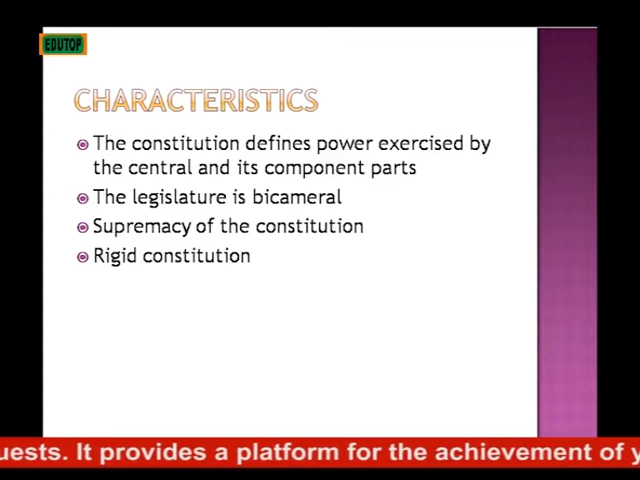 EDUTOP
CHARACTERISTICS
The constitution defines power exercised by
the central and its component parts
The legislature is bicameral
Supremacy of the constitution
Rigid constitution
It provides a platform for the achievement of